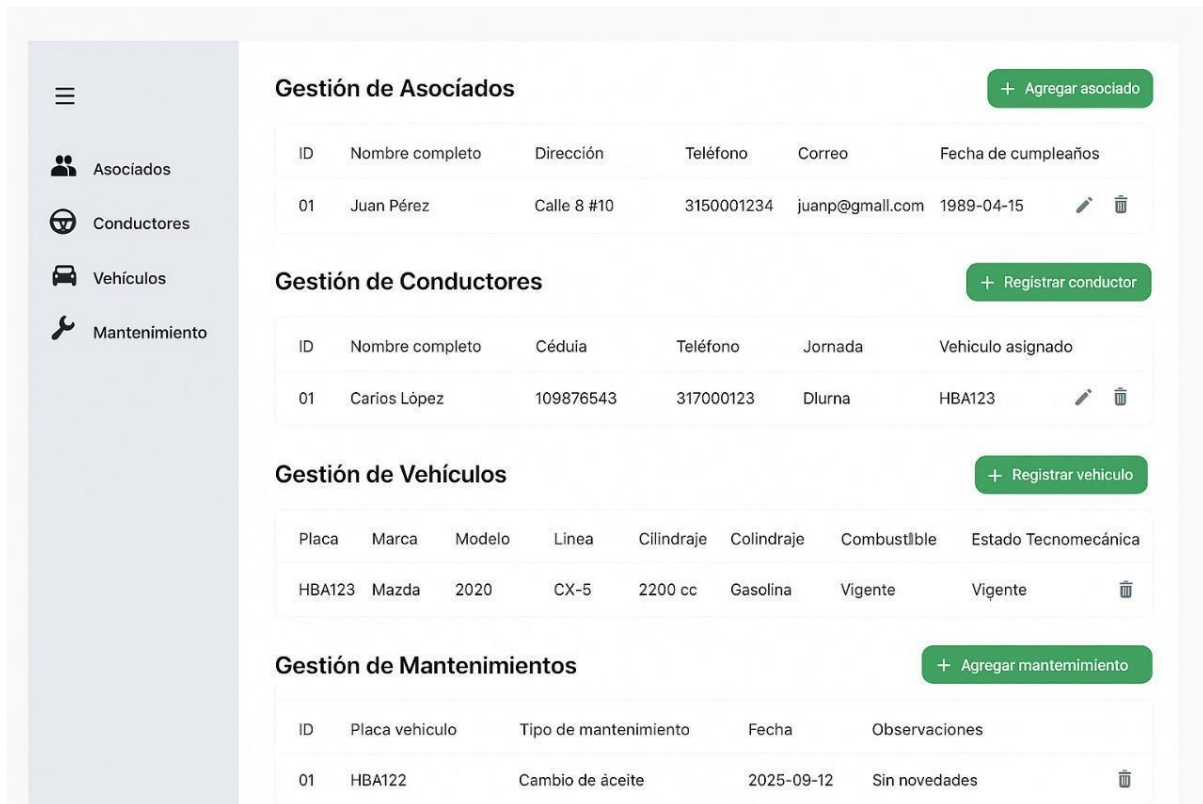 Asocíados
Conductores
Vehículos
Mantenimiento
Gestión de Asocíados
+ Agregar asociado
ID Nombre completo Dirección Teléfono Correo Fecha de cumpleaños
01 Juan Pérez Calle 8 #10 3150001234 juanp@gmall.com 1989-04-15
Gestión de Conductores
+ Registrar conductor
ID Nombre completo Céduia Teléfono Jornada Vehiculo asignado
01 Carios López 109876543 317000123 Dlurna HBA123
Gestión de Vehículos
+ Registrar vehiculo
Placa Marca Modelo Linea Cilindraje Colindraje Combustlble Estado Tecnomecánica
HBA123 Mazda 2020 CX-5 2200 cc Gasolina Vigente Vigente
Gestión de Mantenimientos
+ Agregar mantemimiento
ID Placa vehiculo Tipo de mantenimiento Fecha Observaciones
01 HBA122 Cambio de áceite 2025-09-12 Sin novedades